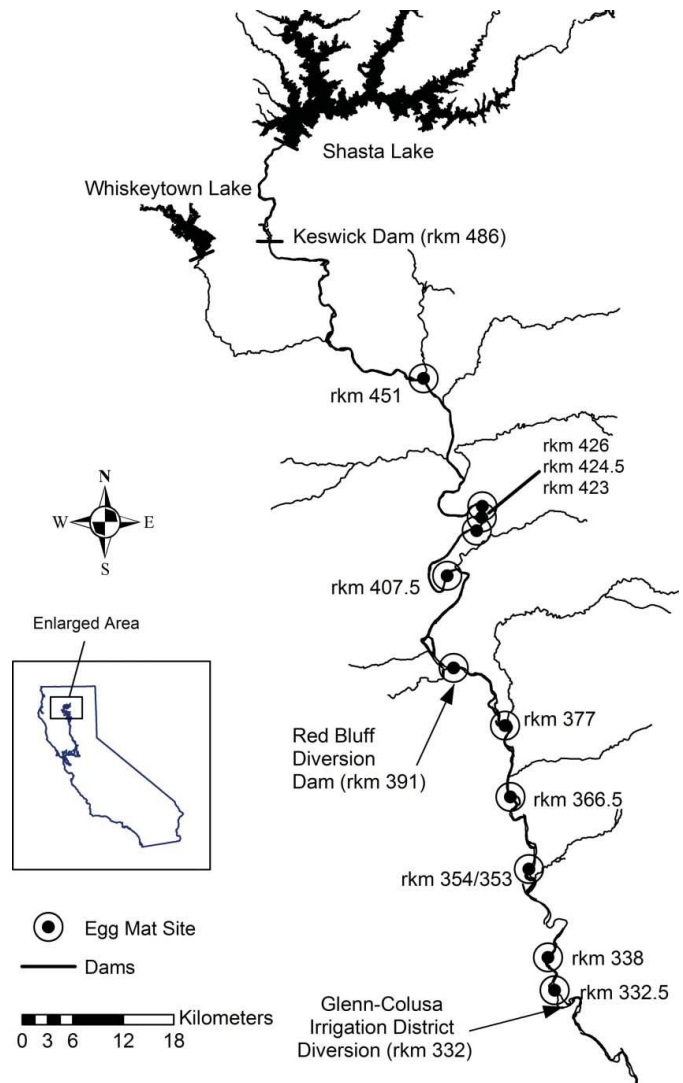 Shasta Lake
Whiskeytown Lake
Keswick Dam (rkm 486)
rkm 451
rkm 426
rkm 424.5
rkm 423
N
W
E
S
rkm 407.5
Enlarged Area
rkm 377
Red Bluff
Diversion
Dam (rkm 391)
rkm 366.5
rkm 354/353
Egg Mat Site
rkm 338
Dams
rkm 332.5
Kilometers
0 3 6 12 18
Glenn-Colusa
Irrigation District
Diversion (rkm 332)